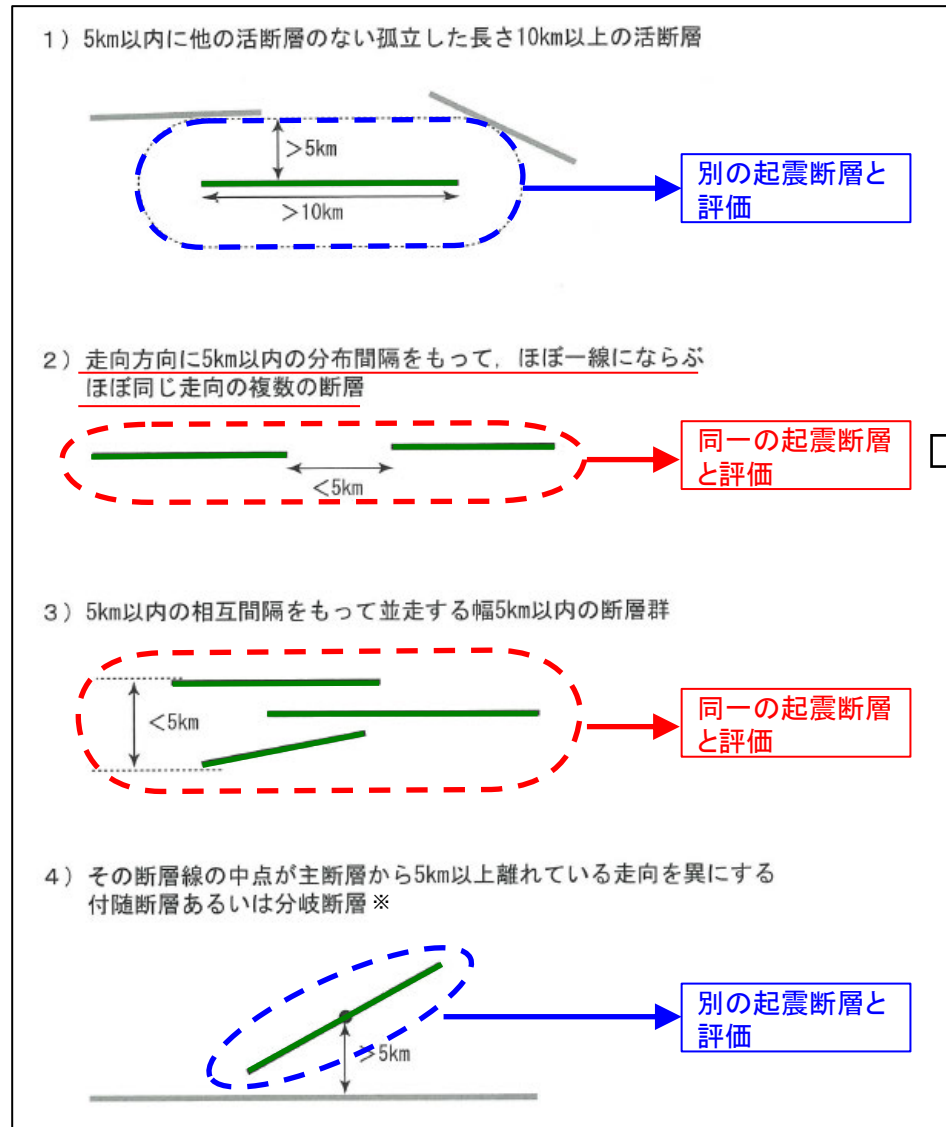 1）5km以内に他の活断層のない孤立した長さ10km以上の活断層
＞5km
＞10km
別の起震断層と
評価
2）走向方向に5km以内の分布間隔をもって，ほぼ一線にならぶ
ほぼ同じ走向の複数の断層
＜5km
同一の起震断層
と評価
3）5km以内の相互間隔をもって並走する幅5km以内の断層群
＜5km
同一の起震断層
と評価
4）その断層線の中点が主断層から5km以上離れている走向を異にする
付随断層あるいは分岐断層※
＞5km
別の起震断層と
評価